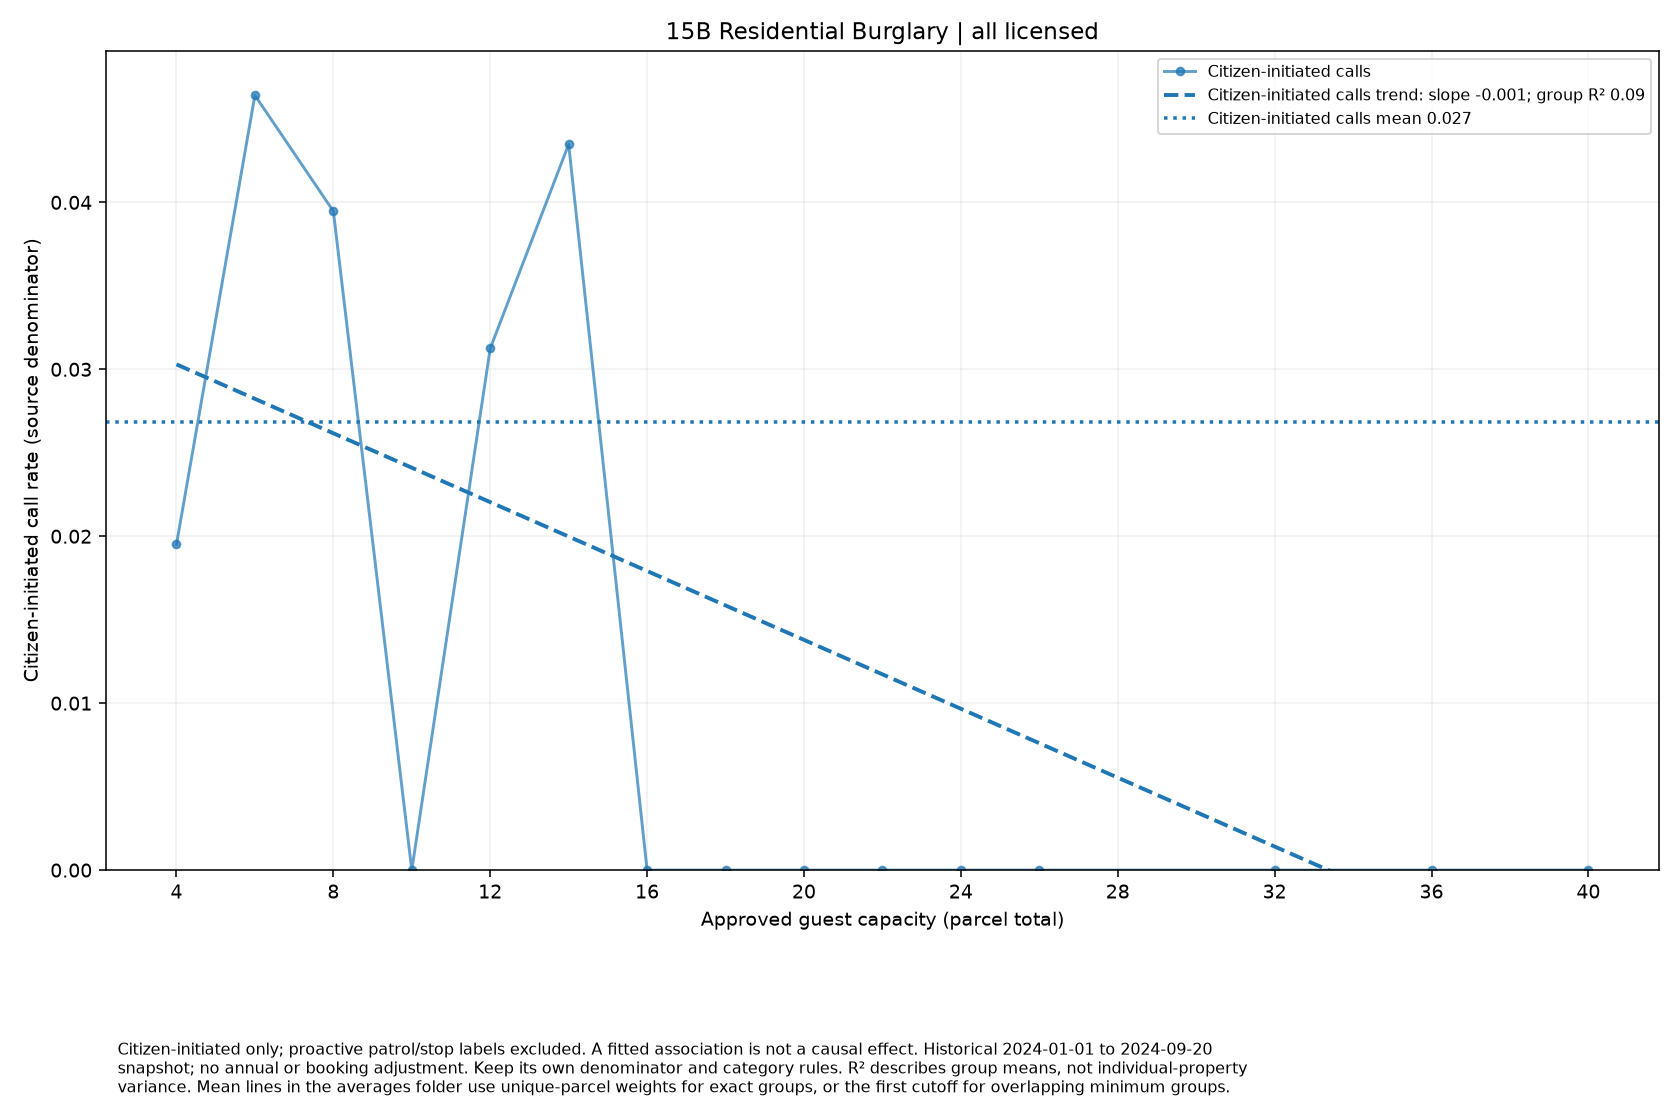 15B Residential Burglary | all licensed
Citizen-initiated calls
Citizen-initiated calls trend: slope -0.001; group R² 0.09
Citizen-initiated calls mean 0.027
Citizen-initiated call rate (source denominator)
0.04
0.03
0.02
0.01
0.00
4 8 12 16 20 24 28 32 36 40
Approved guest capacity (parcel total)
Citizen-initiated only; proactive patrol/stop labels excluded. A fitted association is not a causal effect. Historical 2024-01-01 to 2024-09-20
snapshot; no annual or booking adjustment. Keep its own denominator and category rules. R² describes group means, not individual-property
variance. Mean lines in the averages folder use unique-parcel weights for exact groups, or the first cutoff for overlapping minimum groups.